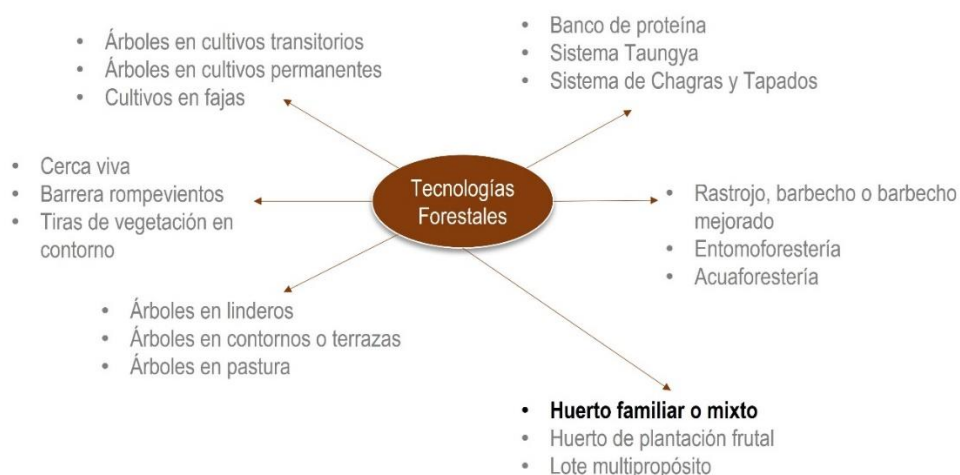 • Árboles en cultivos transitorios
• Árboles en cultivos permanentes
• Cultivos en fajas
• Banco de proteína
• Sistema Taungya
• Sistema de Chagras y Tapados
• Cerca viva
• Barrera rompevientos
• Tiras de vegetación en
contorno
Tecnologías
Forestales
• Rastrojo, barbecho o barbecho
mejorado
• Entomoforestería
• Acuaforestería
• Árboles en linderos
• Árboles en contornos o terrazas
• Árboles en pastura
• Huerto familiar o mixto
• Huerto de plantación frutal
• Lote multipropósito